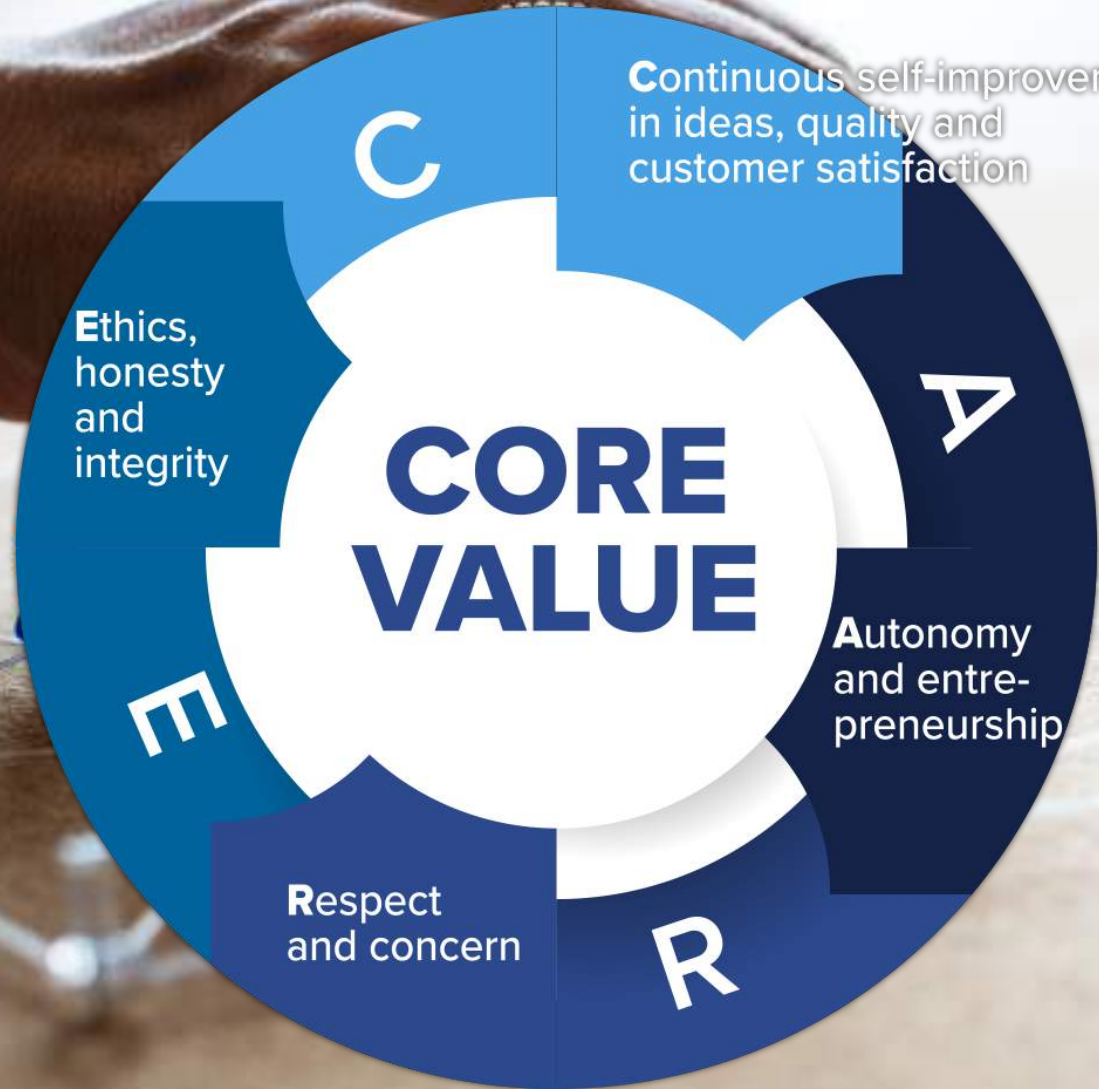 C
Continuous self-improver
in ideas, quality and
customer satisfaction
A
Autonomy
and entre-
preneurship
R
Respect
and concern
E
Ethics,
honesty
and
integrity
CORE
VALUE